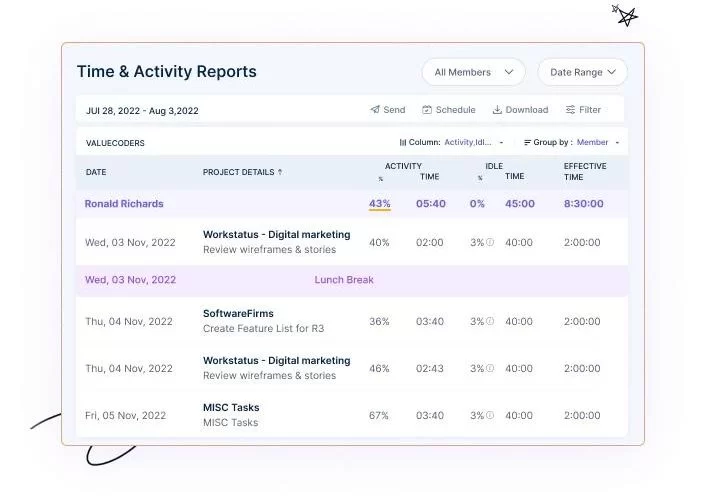 Time & Activity Reports
All Members
Date Range
JUl 28, 2022 - Aug 3,2022
Send
Schedule
Download
Filter
VALUECODERS
Column: Activity,Idl...
Group by : Member
DATE PROJECT DETAILS ↑ ACTIVITY % TIME IDLE % TIME EFFECTIVE TIME
Ronald Richards 43% 05:40 0% 45:00 8:30:00
Wed, 03 Nov, 2022 Workstatus - Digital marketing 40% 02:00 3% 40:00 2:00:00
Review wireframes & stories
Wed, 03 Nov, 2022 Lunch Break
Thu, 04 Nov, 2022 SoftwareFirms 36% 03:40 3% 40:00 2:00:00
Create Feature List for R3
Thu, 04 Nov, 2022 Workstatus - Digital marketing 46% 02:43 3% 40:00 2:00:00
Review wireframes & stories
Fri, 05 Nov, 2022 MISC Tasks 67% 03:40 3% 40:00 2:00:00
MISC Tasks